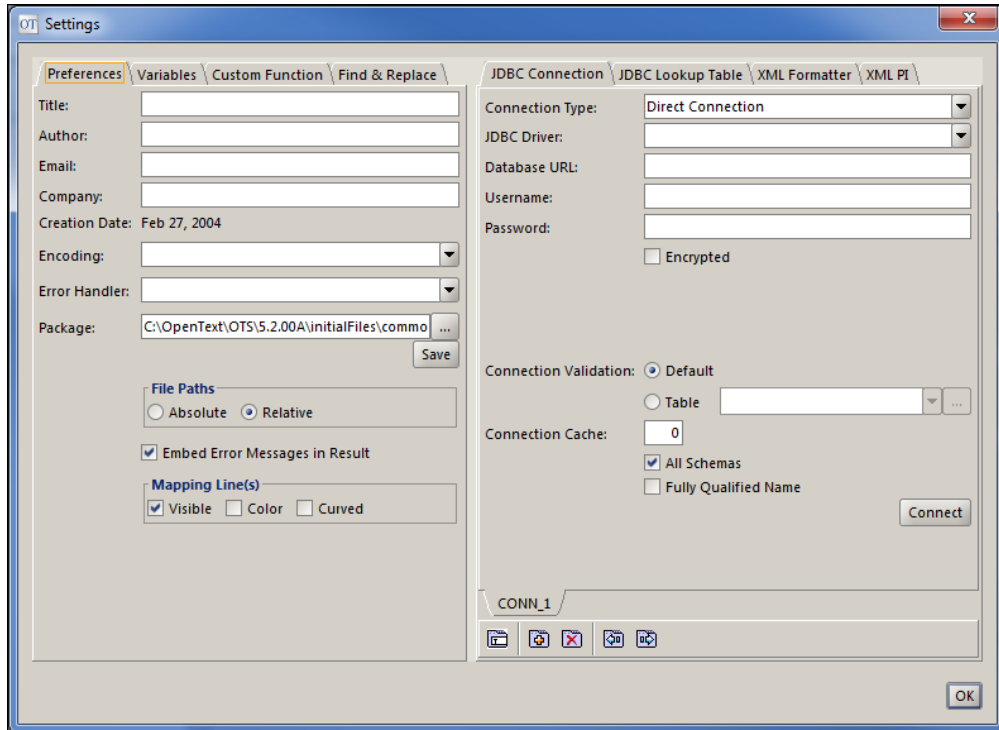 OT Settings
Preferences Variables Custom Function Find & Replace
Title:
Author:
Email:
Company:
Creation Date: Feb 27, 2004
Encoding:
Error Handler:
Package: C:\OpenText\OTS\5.2.00A\initialFiles\commo ...
Save
File Paths
Absolute Relative
Embed Error Messages in Result
Mapping Line(s)
Visible Color Curved
JDBC Connection JDBC Lookup Table XML Formatter XML PI
Connection Type: Direct Connection
JDBC Driver:
Database URL:
Username:
Password:
Encrypted
Connection Validation: Default
Table ...
Connection Cache: 0
All Schemas
Fully Qualified Name
Connect
CONN_1
OK